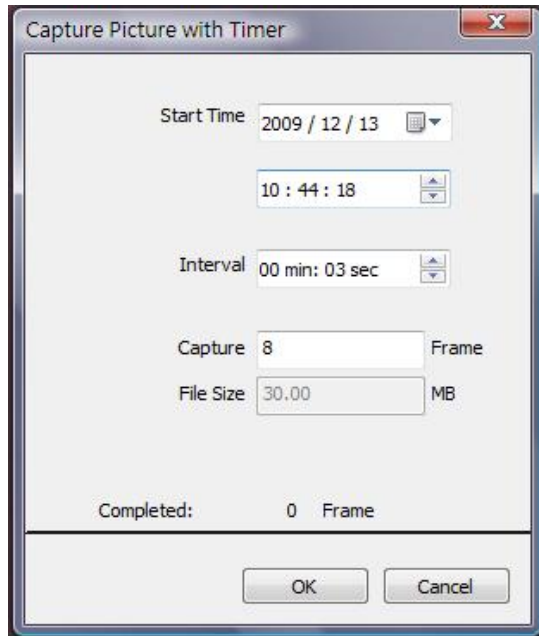 Capture Picture with Timer
Start Time 2009 / 12 / 13
10 : 44 : 18
Interval 00 min: 03 sec
Capture 8 Frame
File Size 30.00 MB
Completed: 0 Frame
OK Cancel